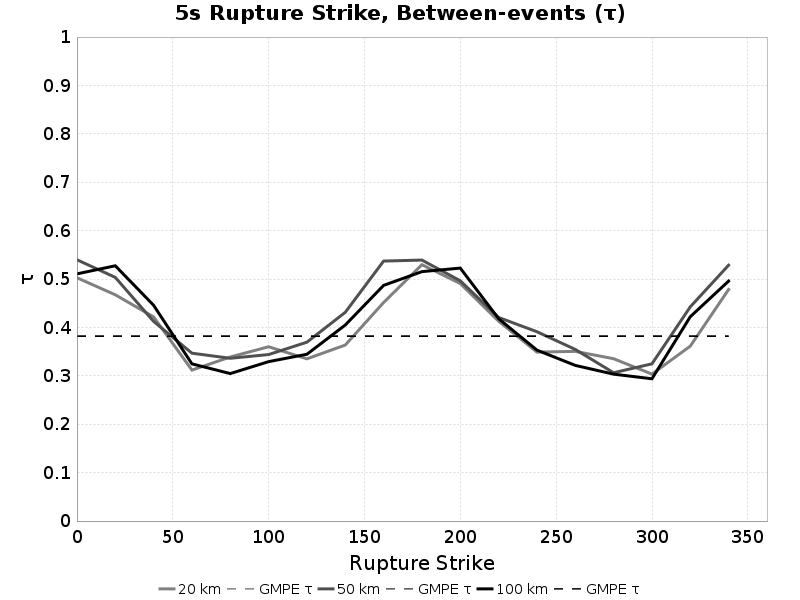 5s Rupture Strike, Between-events (τ)
1
0.9
0.8
0.7
0.6
0.5
τ
0.4
0.3
0.2
0.1
0
0 50 100 150 200 250 300 350
Rupture Strike
20 km GMPE τ 50 km GMPE τ 100 km GMPE τ